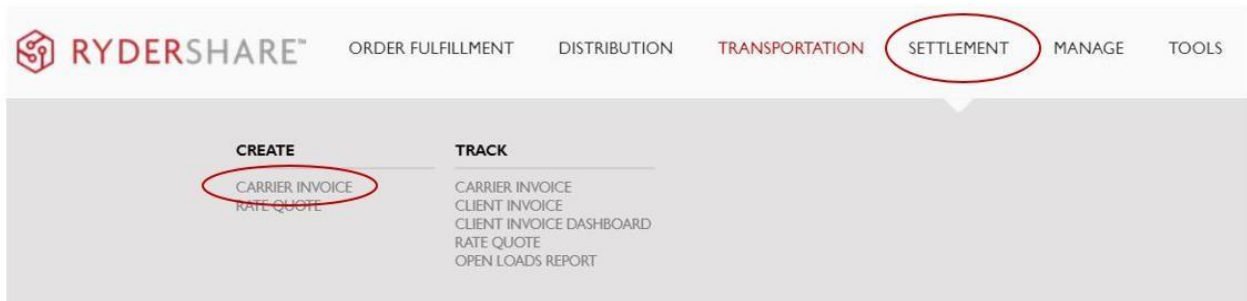 RYDERSHARE™ ORDER FULFILLMENT DISTRIBUTION TRANSPORTATION SETTLEMENT MANAGE TOOLS
CREATE
CARRIER INVOICE
RATE QUOTE
TRACK
CARRIER INVOICE
CLIENT INVOICE
CLIENT INVOICE DASHBOARD
RATE QUOTE
OPEN LOADS REPORT